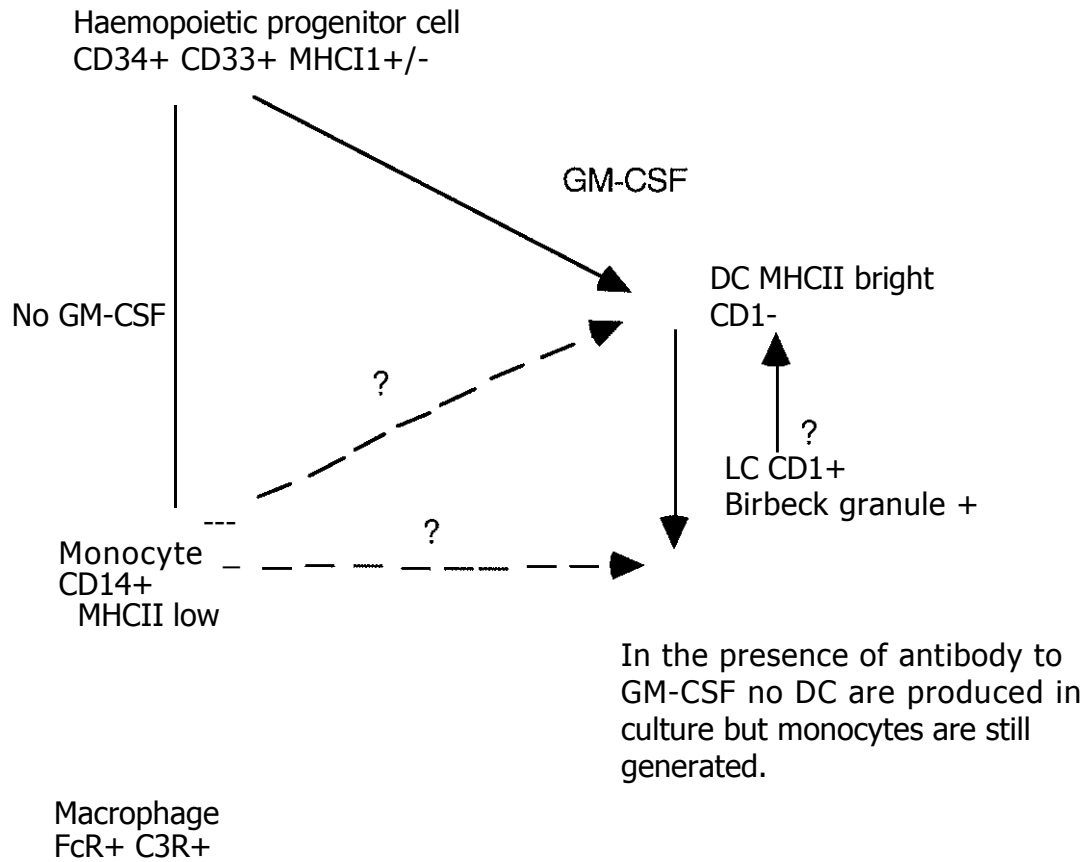 Haemopoietic progenitor cell
CD34+ CD33+ MHCI1+/-
GM-CSF
No GM-CSF
DC MHCII bright
CD1-
?
?
LC CD1+
Birbeck granule +
?
Monocyte
CD14+
MHCII low
In the presence of antibody to
GM-CSF no DC are produced in
culture but monocytes are still
generated.
Macrophage
FcR+ C3R+